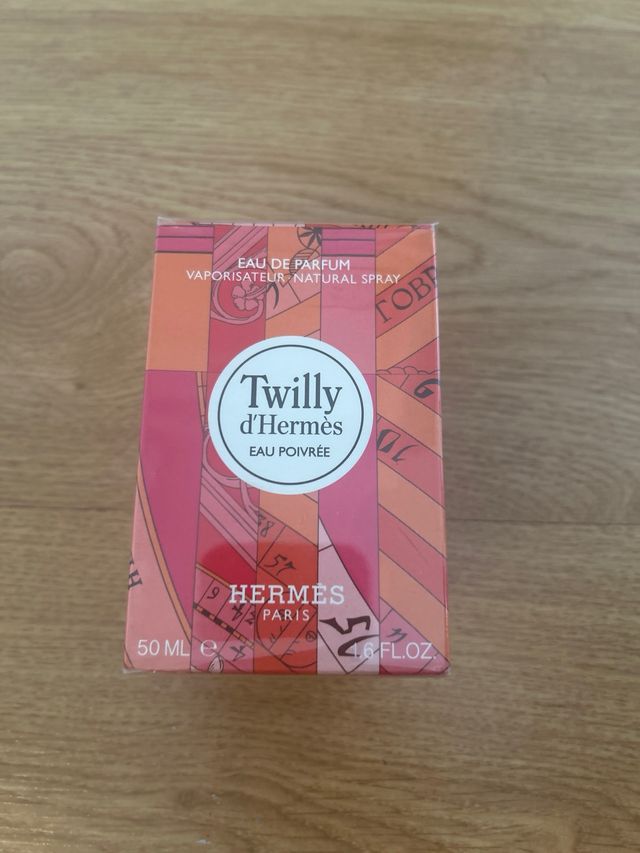 EAU DE PARFUM
VAPORISATEUR NATURAL SPRAY
Twilly
d'Hermès
EAU POIVRÉE
HERMÈS
PARIS
50 ML ℮
1.6 FL.OZ.